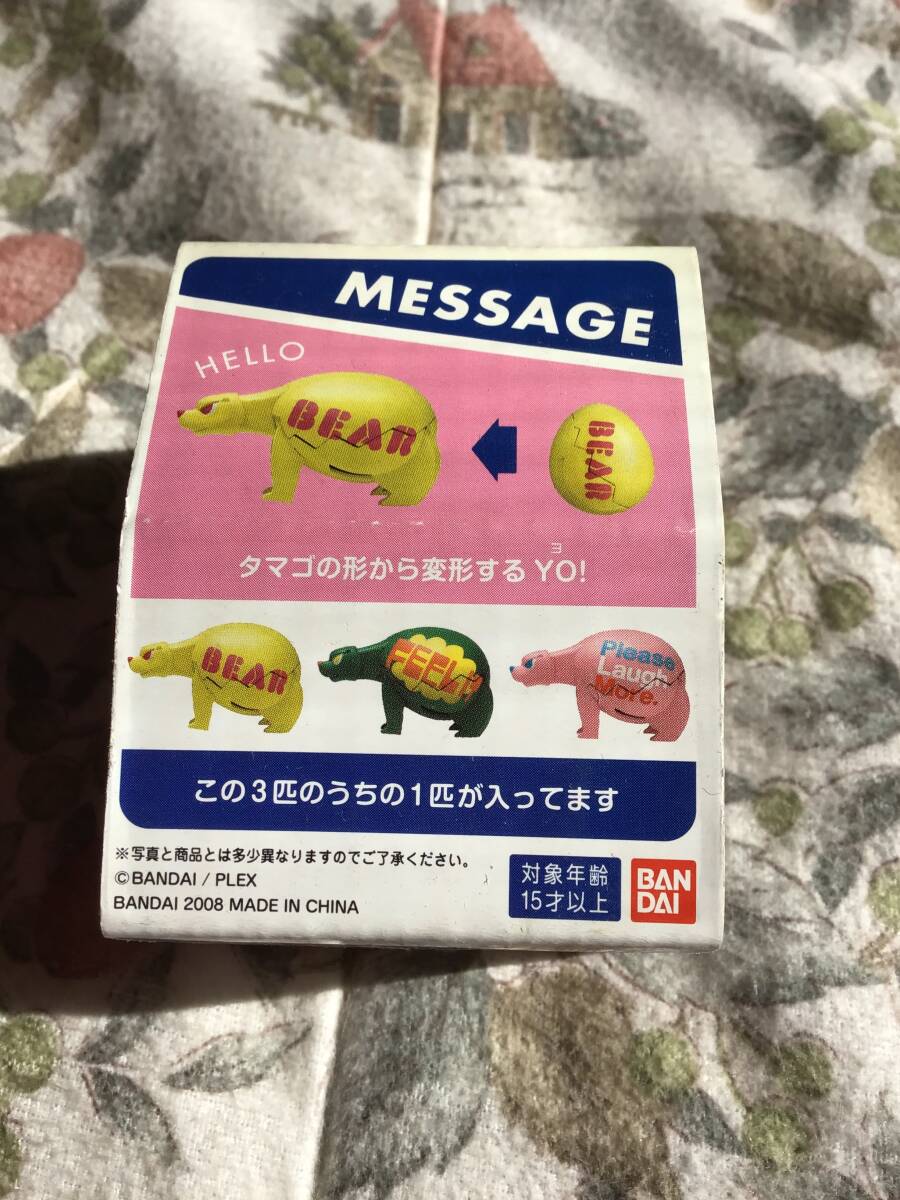 MESSAGE
HELLO
BEAR
BEAR
ヨ
タマゴの形から変形するYO!
BEAR
Please
Laugh
More.
この3匹のうちの1匹が入ってます
※写真と商品とは多少異なりますのでご了承ください。
©BANDAI / PLEX
BANDAI 2008 MADE IN CHINA
対象年齢
15才以上
BAN
DAI